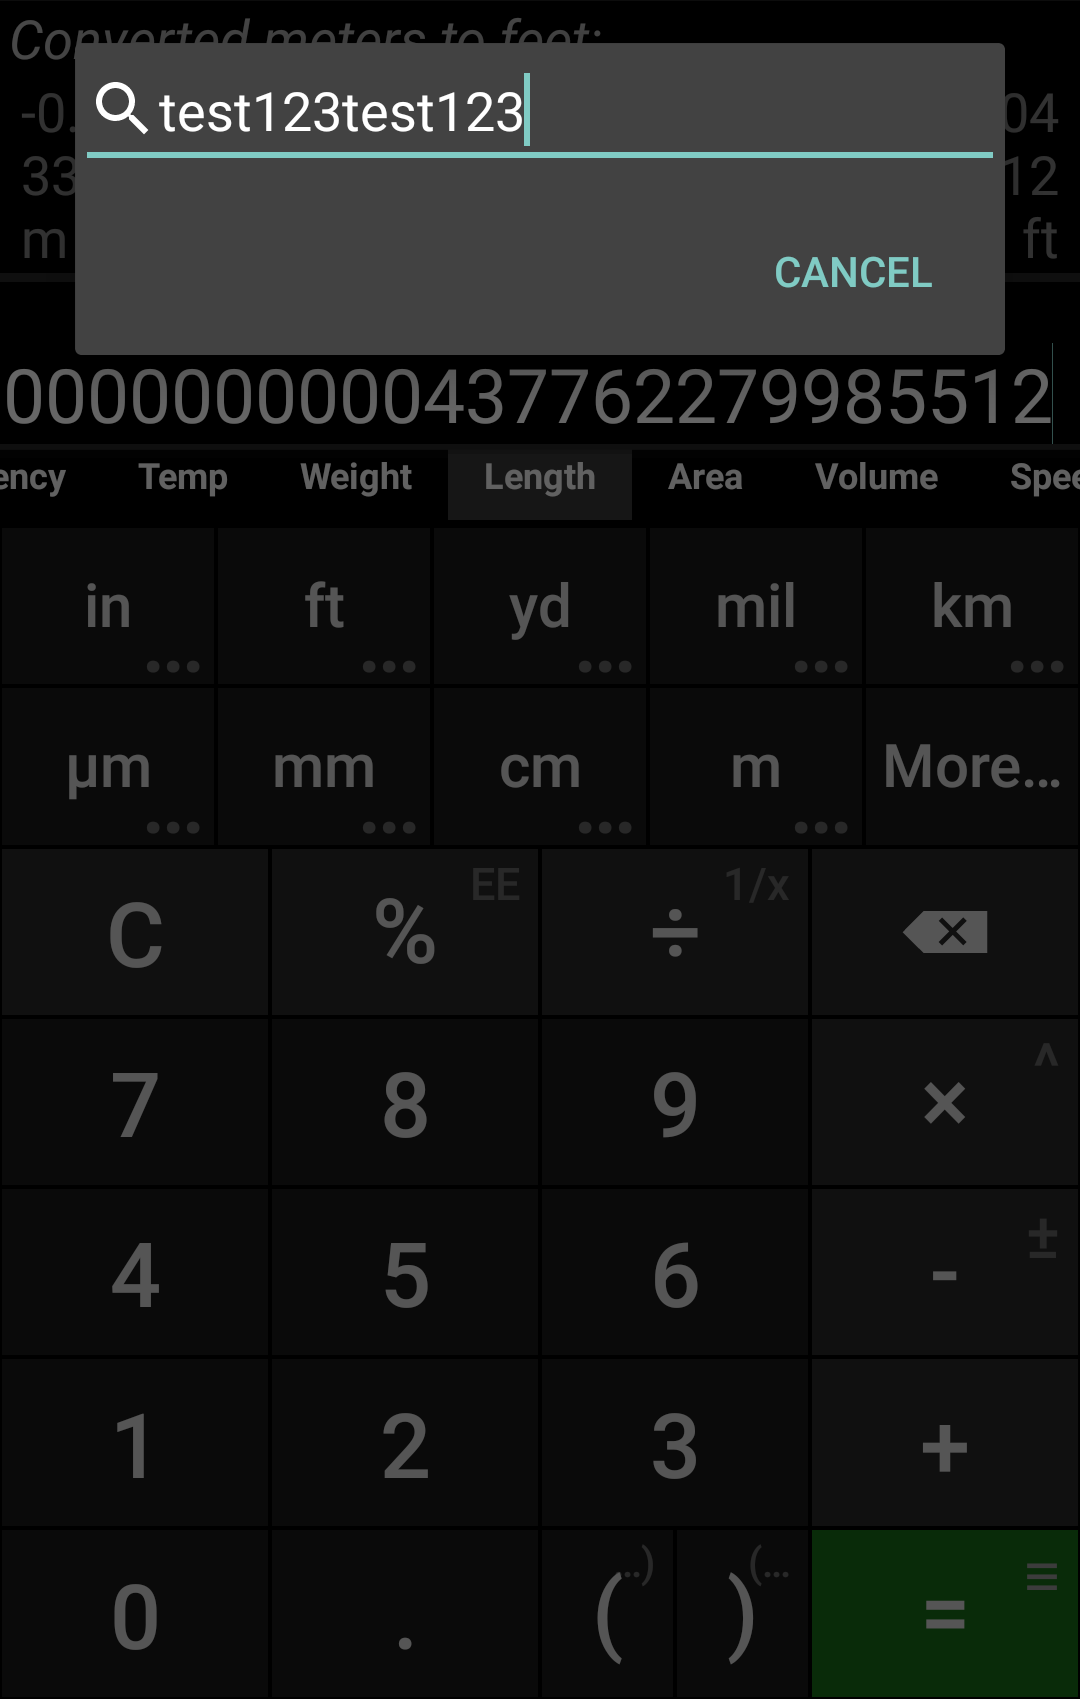 Converted meters to feet:
test123test123
-0. 04
33 12
m ft
CANCEL
0000000000437762279985512
ency Temp Weight Length Area Volume Spee
in ft yd mil km
µm mm cm m More...
C % EE ÷ 1/x
7 8 9 × ^
4 5 6 - ±
1 2 3 +
0 . ( ..) ) (... =